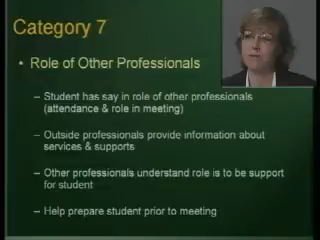 Category 7
• Role of Other Professionals
– Student has say in role of other professionals
(attendance & role in meeting)
– Outside professionals provide information about
services & supports
– Other professionals understand role is to be support
for student
– Help prepare student prior to meeting